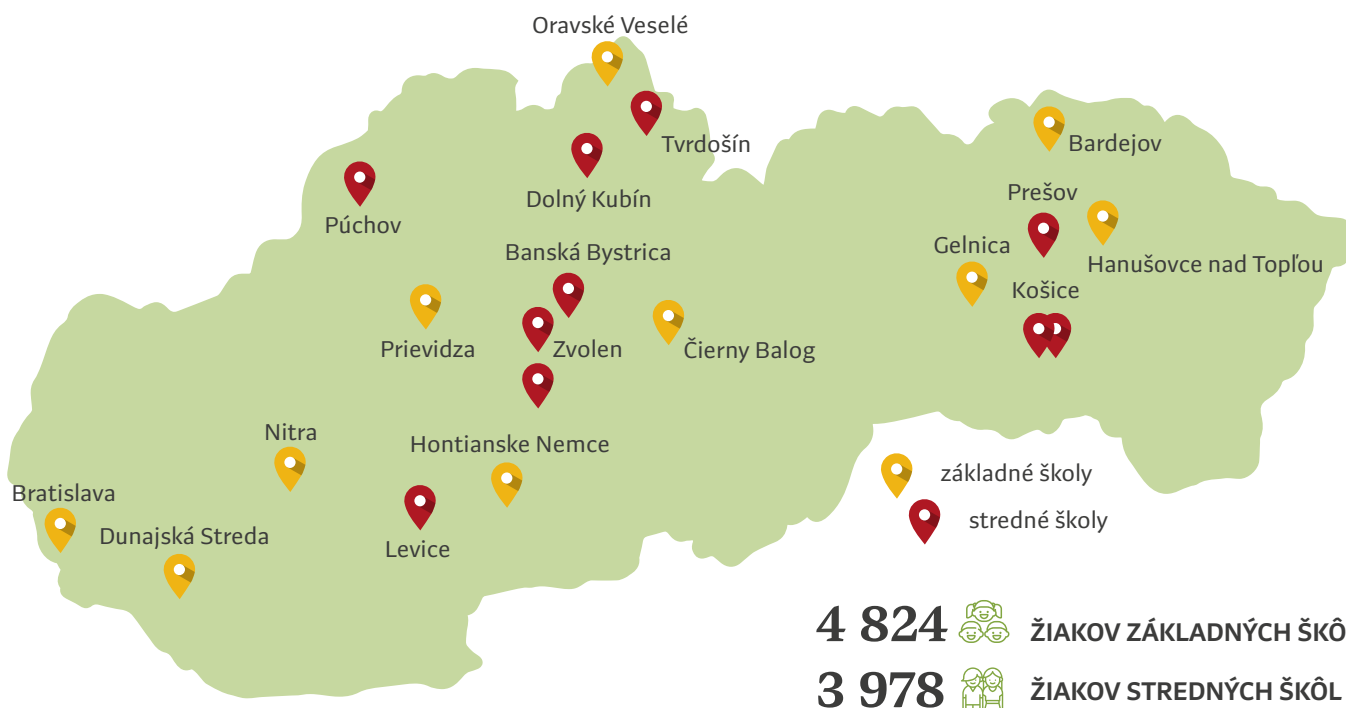 Oravské Veselé
Tvrdošín
Bardejov
Dolný Kubín
Prešov
Púchov
Gelnica
Banská Bystrica
Hanušovce nad Topľou
Košice
Prievidza
Zvolen
Čierny Balog
Nitra
Hontianske Nemce
Bratislava
základné školy
Dunajská Streda
stredné školy
Levice
4 824 ŽIAKOV ZÁKLADNÝCH ŠKÔ
3 978 ŽIAKOV STREDNÝCH ŠKÔL